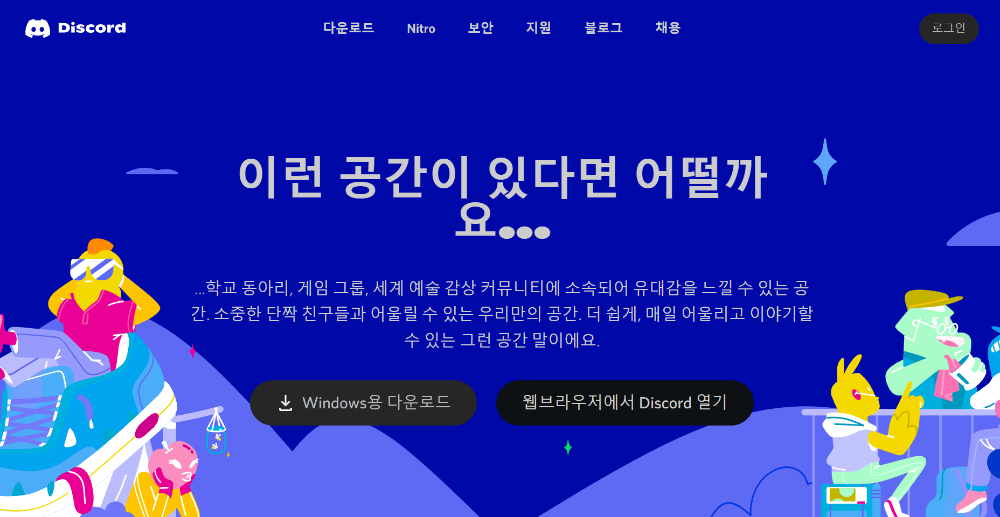 Discord
다운로드 Nitro 보안 지원 블로그 채용
로그인
이런 공간이 있다면 어떨까
요...
...학교 동아리, 게임 그룹, 세계 예술 감상 커뮤니티에 소속되어 유대감을 느낄 수 있는 공
간. 소중한 단짝 친구들과 어울릴 수 있는 우리만의 공간. 더 쉽게, 매일 어울리고 이야기할
수 있는 그런 공간 말이에요.
Windows용 다운로드
웹브라우저에서 Discord 열기